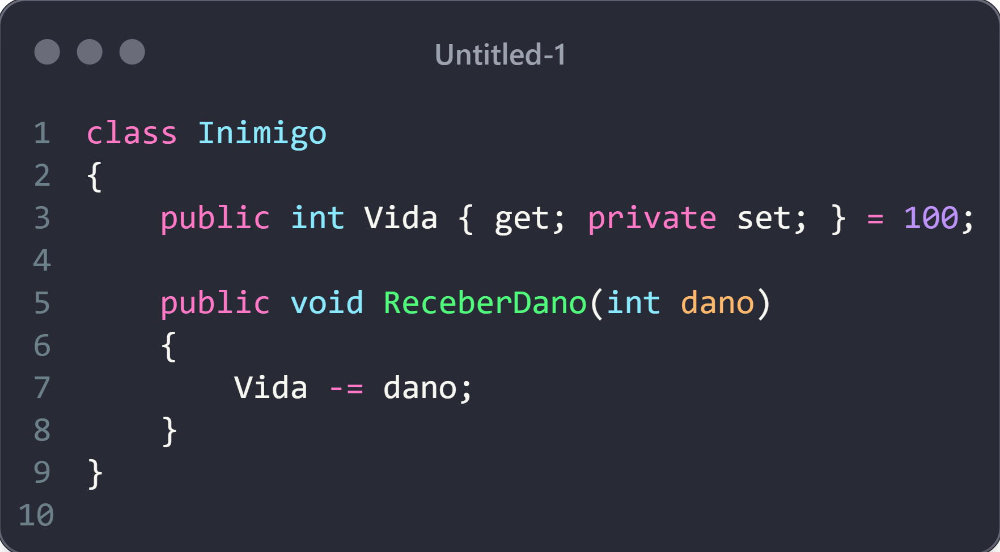 Untitled-1
1 class Inimigo
2 {
3     public int Vida { get; private set; } = 100;
4
5     public void ReceberDano(int dano)
6     {
7         Vida -= dano;
8     }
9 }
10